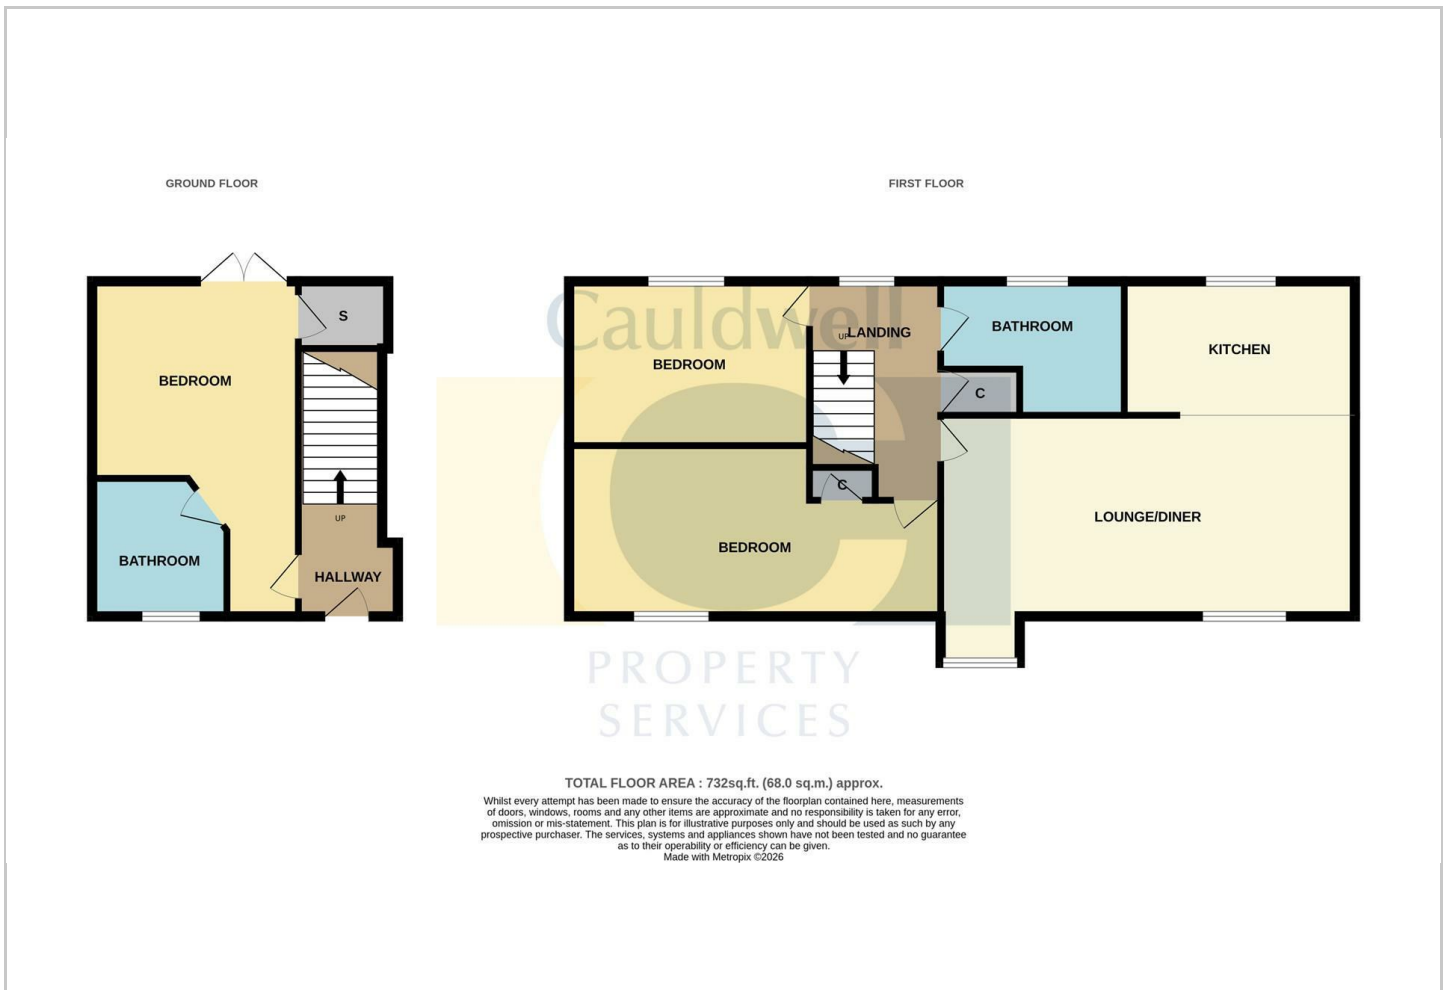 GROUND FLOOR
FIRST FLOOR
S
BEDROOM
UP
BATHROOM
HALLWAY
Cauldwell
UP
LANDING
BATHROOM
KITCHEN
BEDROOM
C
C
LOUNGE/DINER
BEDROOM
PROPERTY
SERVICES
TOTAL FLOOR AREA : 732sq.ft. (68.0 sq.m.) approx.
Whilst every attempt has been made to ensure the accuracy of the floorplan contained here, measurements
of doors, windows, rooms and any other items are approximate and no responsibility is taken for any error,
omission or mis-statement. This plan is for illustrative purposes only and should be used as such by any
prospective purchaser. The services, systems and appliances shown have not been tested and no guarantee
as to their operability or efficiency can be given.
Made with Metropix ©2026